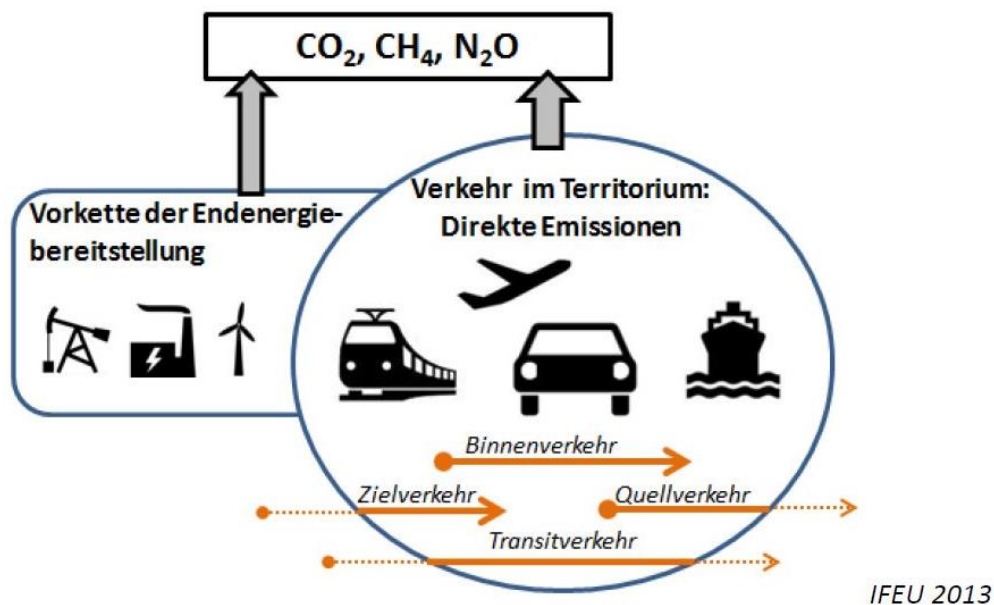 CO₂, CH₄, N₂O
Verkehr im Territorium:
Direkte Emissionen
Vorkette der Endenergie-
bereitstellung
Binnenverkehr
Zielverkehr
Quellverkehr
Transitverkehr
IFEU 2013